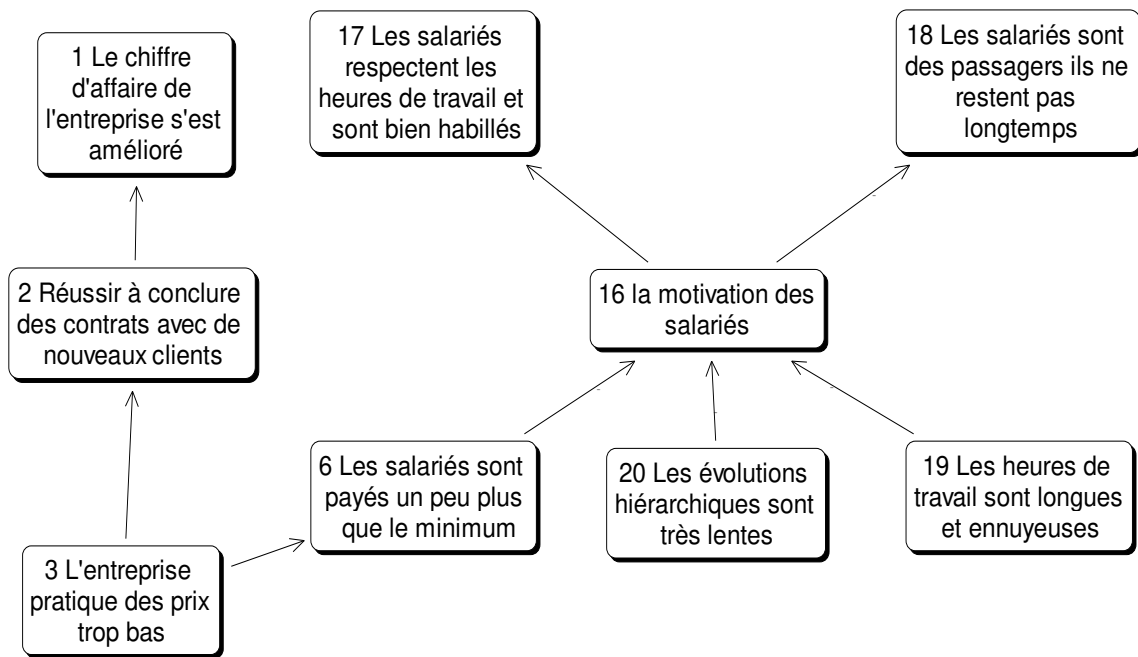 1 Le chiffre
d'affaire de
l'entreprise s'est
amélioré
17 Les salariés
respectent les
heures de travail et
sont bien habillés
18 Les salariés sont
des passagers ils ne
restent pas
longtemps
2 Réussir à conclure
des contrats avec de
nouveaux clients
16 la motivation des
salariés
6 Les salariés sont
payés un peu plus
que le minimum
20 Les évolutions
hiérarchiques sont
très lentes
19 Les heures de
travail sont longues
et ennuyeuses
3 L'entreprise
pratique des prix
trop bas